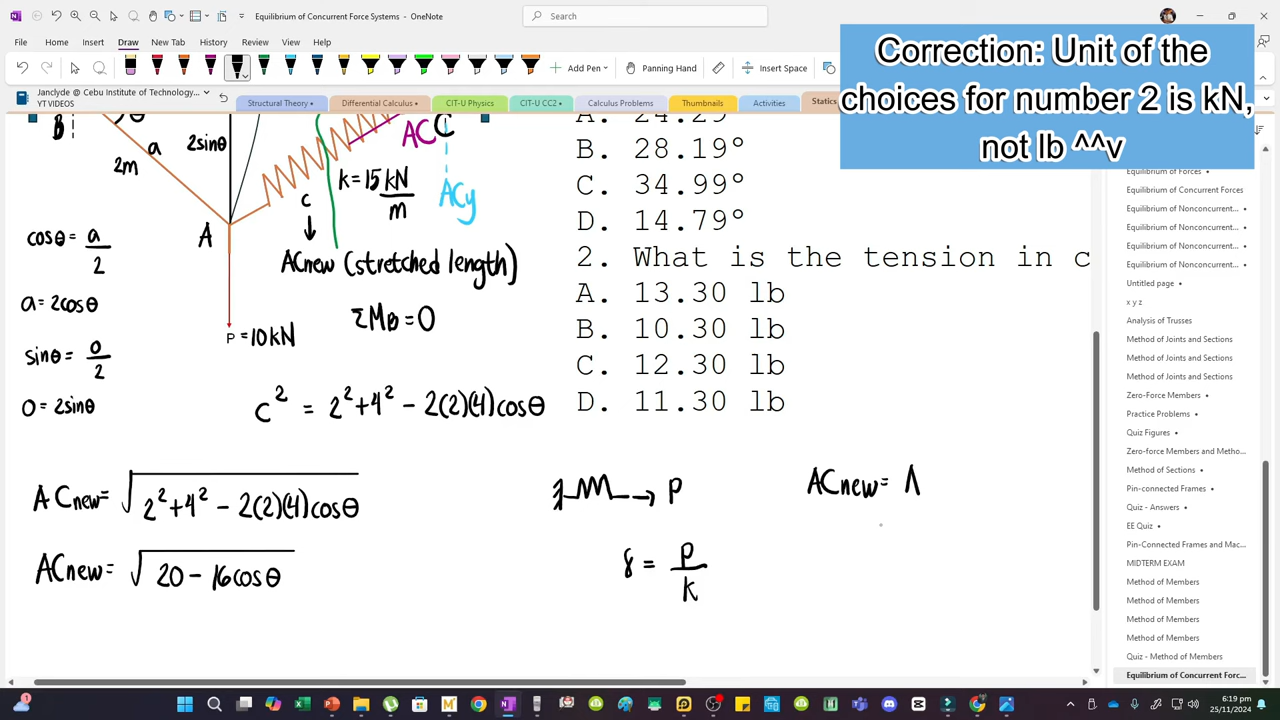 Equilibrium of Concurrent Force Systems - OneNote
Search
File Home Insert Draw New Tab History Review View Help
Add Pen
Panning Hand
Insert Space
Correction: Unit of the
choices for number 2 is kN,
not lb ^^v
Janclyde @ Cebu Institute of Technology...
YT VIDEOS
Structural Theory
Differential Calculus
CIT-U Physics
CIT-U CC2
Calculus Problems
Thumbnails
Activities
Statics
B
θ
a
2m
2sinθ
AC
C
k = 15 kN/m
ACy
c
A
ACnew (stretched length)
ΣMB = 0
P = 10kN
cosθ = a/2
a = 2cosθ
sinθ = o/2
o = 2sinθ
c² = 2²+4² - 2(2)(4)cosθ
ACnew = √2²+4² - 2(2)(4)cosθ
ACnew = √20 - 16cosθ
P
δ = P/k
ACnew =
B. 28.19°
C. 34.99°
D. 14.79°
2. What is the tension in c
A. 13.30 lb
B. 10.30 lb
C. 12.30 lb
D. 11.30 lb
Equilibrium of Forces
Equilibrium of Concurrent Forces
Equilibrium of Nonconcurrent...
Equilibrium of Nonconcurrent...
Equilibrium of Nonconcurrent...
Equilibrium of Nonconcurrent...
Untitled page
x y z
Analysis of Trusses
Method of Joints and Sections
Method of Joints and Sections
Method of Joints and Sections
Zero-Force Members
Practice Problems
Quiz Figures
Zero-force Members and Metho...
Method of Sections
Pin-connected Frames
Quiz - Answers
EE Quiz
Pin-Connected Frames and Mac...
MIDTERM EXAM
Method of Members
Method of Members
Method of Members
Method of Members
Quiz - Method of Members
Equilibrium of Concurrent Forc...
6:19 pm
25/11/2024